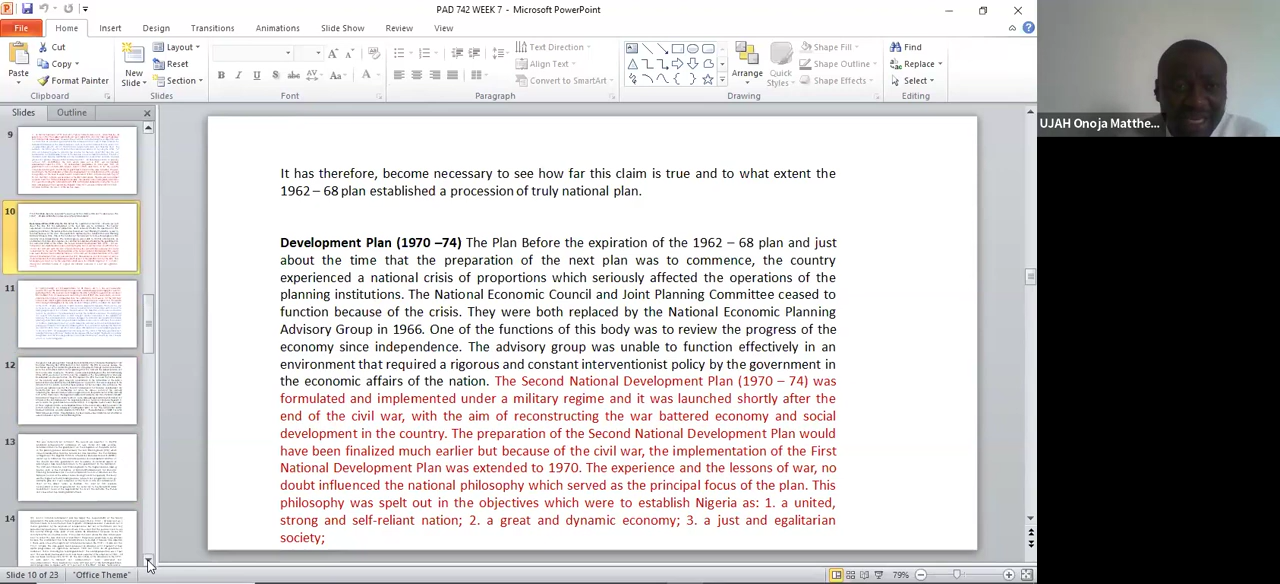 PAD 742 WEEK 7 - Microsoft PowerPoint
File Home Insert Design Transitions Animations Slide Show Review View
Paste
Cut
Copy
Format Painter
Clipboard
New Slide
Layout
Reset
Section
Slides
Font
Text Direction
Align Text
Convert to SmartArt
Paragraph
Arrange
Quick Styles
Shape Fill
Shape Outline
Shape Effects
Drawing
Find
Replace
Select
Editing
UJAH Onoja Matthe...
Slides Outline
9
10
11
12
13
14
It has therefore, become necessary to know how far this claim is true and to what extent the
1962 – 68 plan established a procession of truly national plan.
Development Plan (1970 –74) The Plan Before the expiration of the 1962 – 68 plan and just
about the time that the preparation for the next plan was to commence, the country
experienced a national crisis of proportions which seriously affected the operations of the
planning institutions. The National Economic Council and Joint Planning Committee ceased to
function because of the crisis. They were both replaced by the National Economic Planning
Advisory Group in 1966. One of the functions of this body was to review the progress of the
economy since independence. The advisory group was unable to function effectively in an
environment that required a rigorous and constant interventionist policy by the government in
the economic affairs of the nation. The Second National Development Plan (1970 – 74) was
formulated and implemented by the military regime and it was launched shortly after the
end of the civil war, with the aim of reconstructing the war battered economy and social
development in the country. The preparation of the Second National Development Plan would
have been finalized much earlier but because of the civil war, the implementation of the First
National Development Plan was extended to 1970. The experience and the lesson of war, no
doubt influenced the national philosophy which served as the principal focus of the plan. This
philosophy was spelt out in the objectives which were to establish Nigeria as: 1. a united,
strong and self-reliant nation; 2. a great and dynamic economy; 3. a just and egalitarian
society;
Slide 10 of 23 "Office Theme" 79%